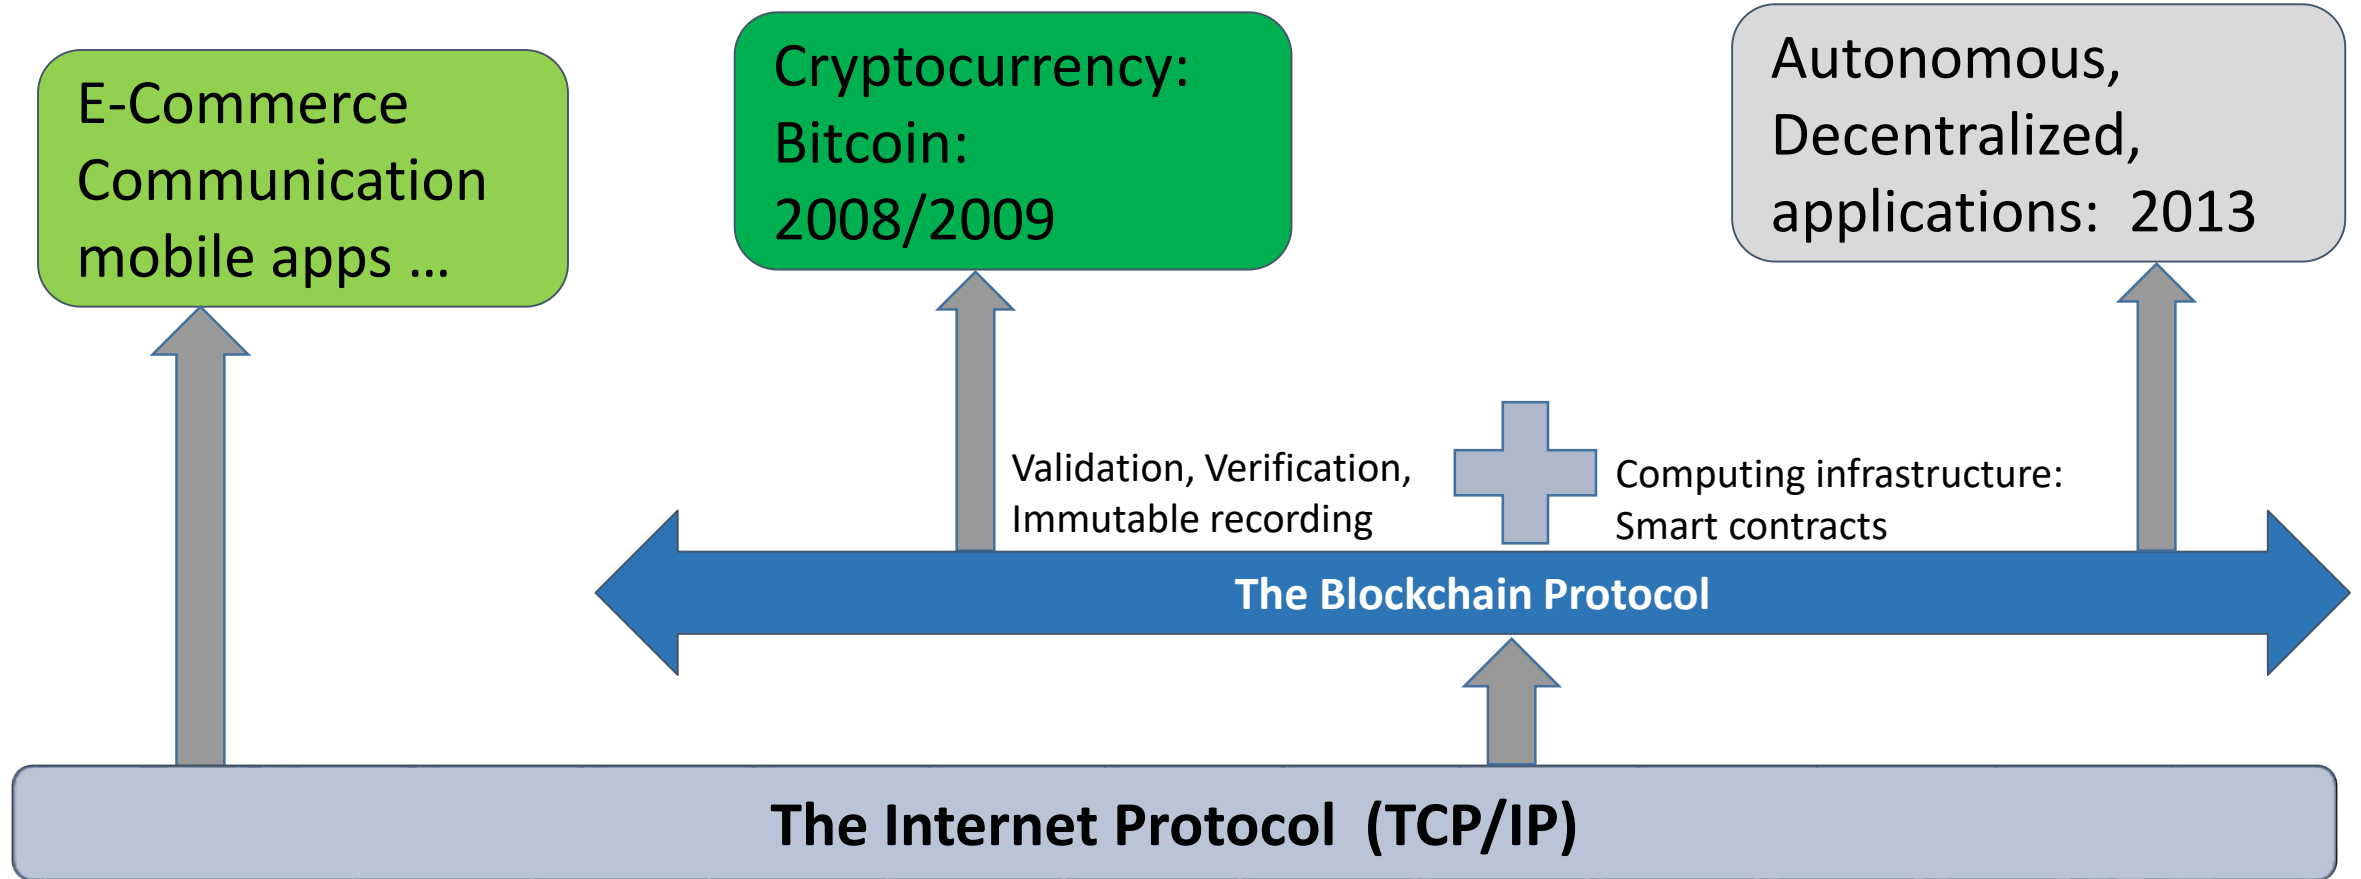 E-Commerce
Communication
mobile apps …
Cryptocurrency:
Bitcoin:
2008/2009
Autonomous,
Decentralized,
applications:  2013
Validation, Verification,
Immutable recording
Computing infrastructure:
Smart contracts
The Blockchain Protocol
The Internet Protocol  (TCP/IP)